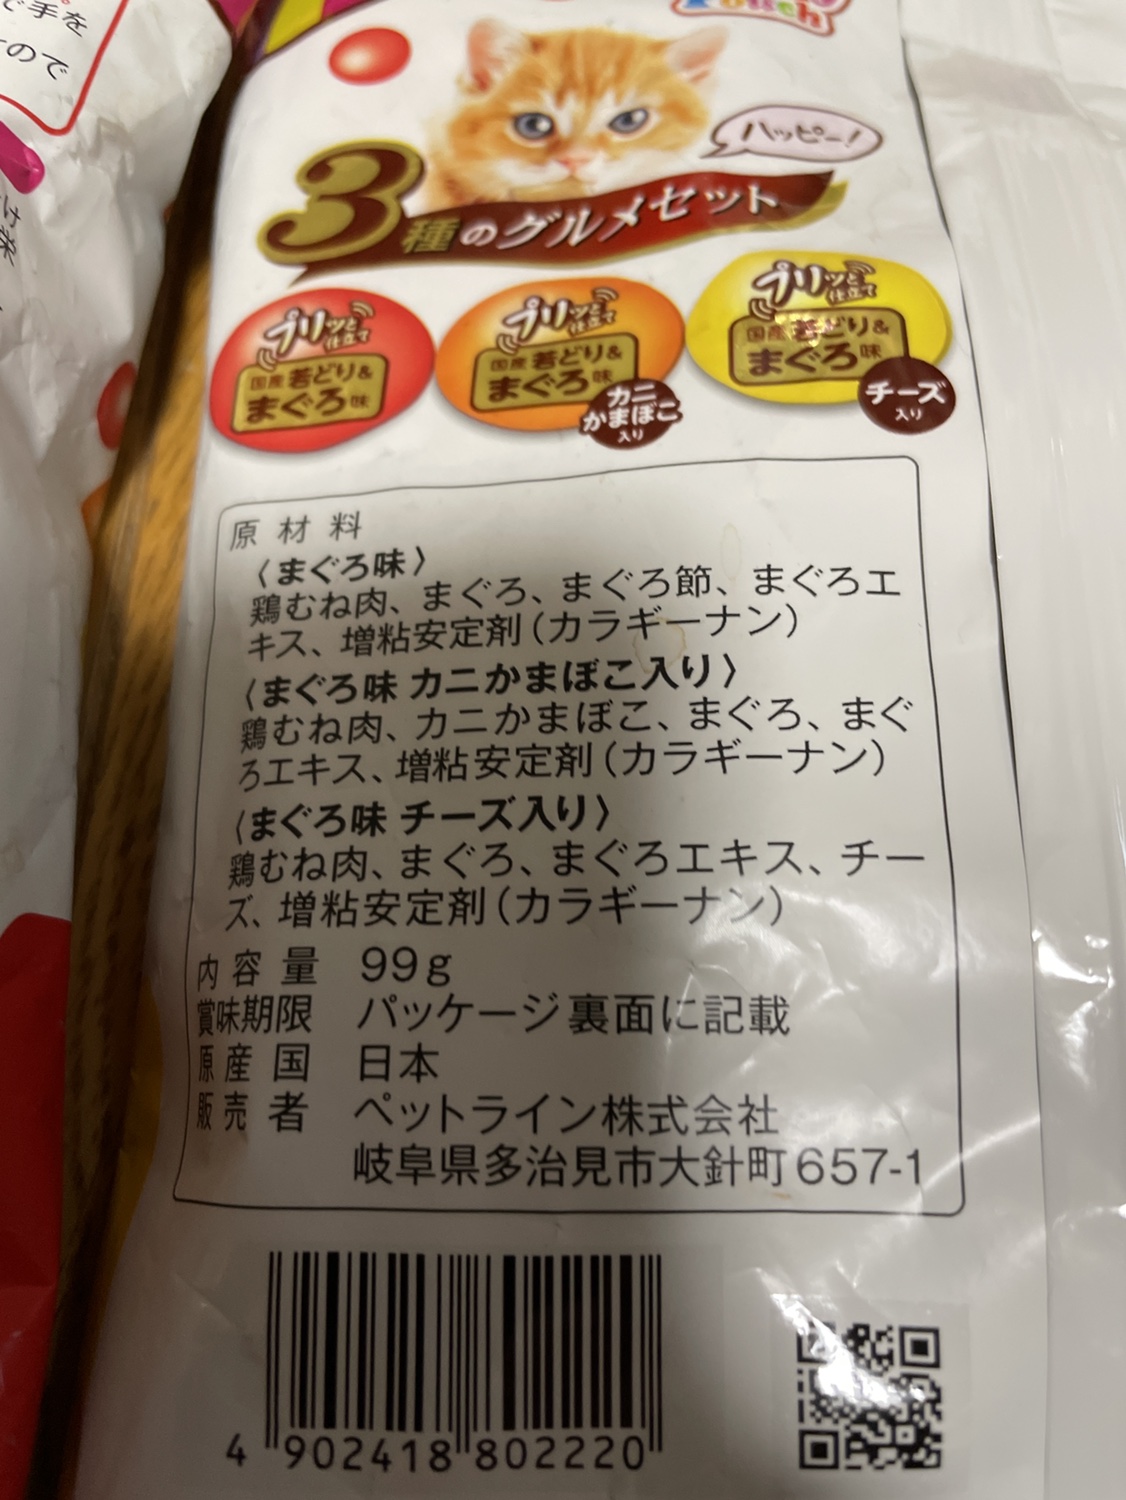 で手を
ので
け
栄
Pouch
ハッピー!
3種のグルメセット
プリッと
仕立て
国産若どり&
まぐろ味
プリッと
仕立て
国産若どり&
まぐろ味
カニ
かまぼこ
入り
プリッと
仕立て
国産若どり&
まぐろ味
チーズ
入り
原材料
〈まぐろ味〉
鶏むね肉、まぐろ、まぐろ節、まぐろエ
キス、増粘安定剤(カラギーナン)
〈まぐろ味 カニかまぼこ入り〉
鶏むね肉、カニかまぼこ、まぐろ、まぐ
ろエキス、増粘安定剤(カラギーナン)
〈まぐろ味 チーズ入り〉
鶏むね肉、まぐろ、まぐろエキス、チー
ズ、増粘安定剤(カラギーナン)
内容量 99g
賞味期限 パッケージ裏面に記載
原産国 日本
販売者 ペットライン株式会社
岐阜県多治見市大針町657-1
4 902418 802220